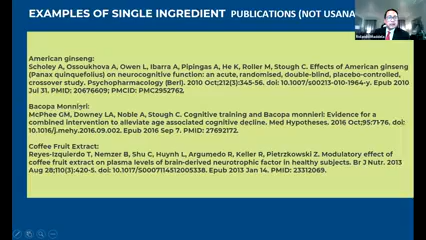 EXAMPLES OF SINGLE INGREDIENT PUBLICATIONS (NOT USANA
American ginseng:
Scholey A, Ossoukhova A, Owen L, Ibarra A, Pipingas A, He K, Roller M, Stough C. Effects of American ginseng
(Panax quinquefolius) on neurocognitive function: an acute, randomised, double-blind, placebo-controlled,
crossover study. Psychopharmacology (Berl). 2010 Oct;212(3):345-56. doi: 10.1007/s00213-010-1964-y. Epub 2010
Jul 31. PMID: 20676609; PMCID: PMC2952762.
Bacopa Monnieri:
McPhee GM, Downey LA, Noble A, Stough C. Cognitive training and Bacopa monnieri: Evidence for a
combined intervention to alleviate age associated cognitive decline. Med Hypotheses. 2016 Oct;95:71-76. doi:
10.1016/j.mehy.2016.09.002. Epub 2016 Sep 7. PMID: 27692172.
Coffee Fruit Extract:
Reyes-Izquierdo T, Nemzer B, Shu C, Huynh L, Argumedo R, Keller R, Pietrzkowski Z. Modulatory effect of
coffee fruit extract on plasma levels of brain-derived neurotrophic factor in healthy subjects. Br J Nutr. 2013
Aug 28;110(3):420-5. doi: 10.1017/S0007114512005338. Epub 2013 Jan 14. PMID: 23312069.